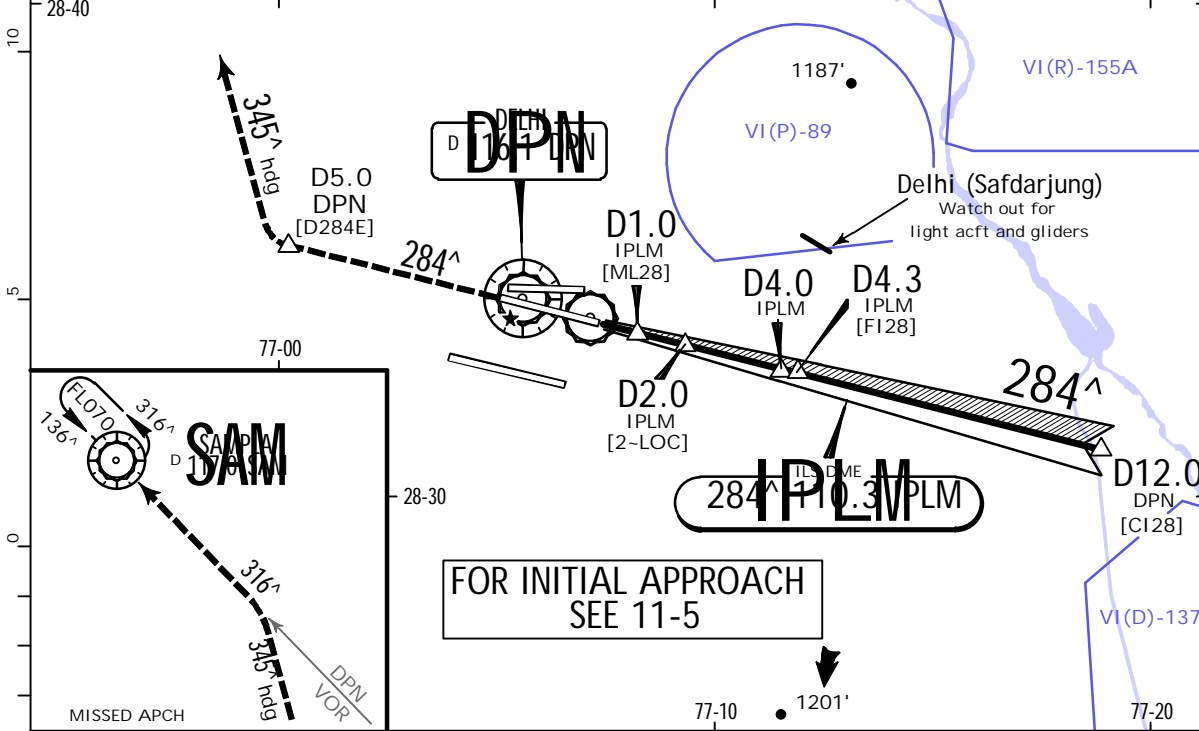 28-40
10
1187'
VI(R)-155A
VI(P)-89
DELHI
D 116.1 DPN
DPN
345^ hdg
D5.0
DPN
[D284E]
Delhi (Safdarjung)
Watch out for
light acft and gliders
284^
D1.0
IPLM
[ML28]
D4.0
IPLM
D4.3
IPLM
[FI28]
5
77-00
284^
D2.0
IPLM
[2~LOC]
FL070
316^
136^
D 117.0 SAM
SAM
28-30
ILS DME
284^ 110.3 IPLM
IPLM
D12.0
DPN
[CI28]
0
316^
FOR INITIAL APPROACH
SEE 11-5
VI(D)-137
345^ hdg
DPN
VOR
MISSED APCH
1201'
77-10
77-20